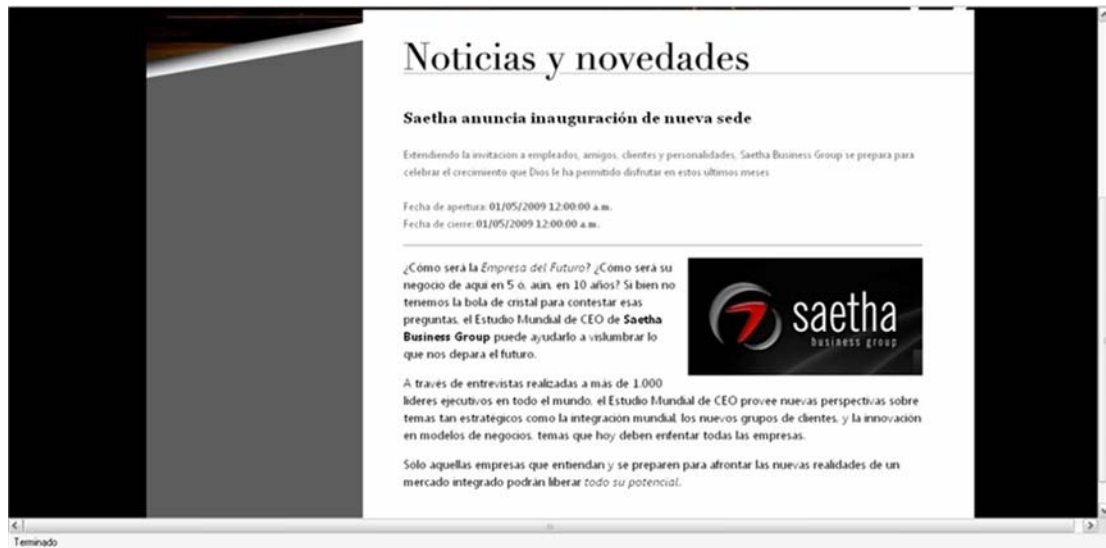 Noticias y novedades
Saetha anuncia inauguración de nueva sede
Extendiendo la invitacion a empleados, amigos, clientes y personalidades, Saetha Business Group se prepara para
celebrar el crecimiento que Dios le ha permitido disfrutar en estos ultimos meses
Fecha de apertura: 01/05/2009 12:00:00 a.m.
Fecha de cierre: 01/05/2009 12:00:00 a.m.
¿Cómo será la Empresa del Futuro? ¿Cómo será su
negocio de aqui en 5 ó, aún, en 10 años? Si bien no
tenemos la bola de cristal para contestar esas
preguntas, el Estudio Mundial de CEO de Saetha
Business Group puede ayudarlo a vislumbrar lo
que nos depara el futuro.
saetha
business group
A través de entrevistas realizadas a más de 1.000
lideres ejecutivos en todo el mundo, el Estudio Mundial de CEO provee nuevas perspectivas sobre
temas tan estratégicos como la integración mundial, los nuevos grupos de clientes, y la innovación
en modelos de negocios, temas que hoy deben enfentar todas las empresas.
Sólo aquellas empresas que entiendan y se preparen para afrontar las nuevas realidades de un
mercado integrado podrán liberar todo su potencial.
Terminado